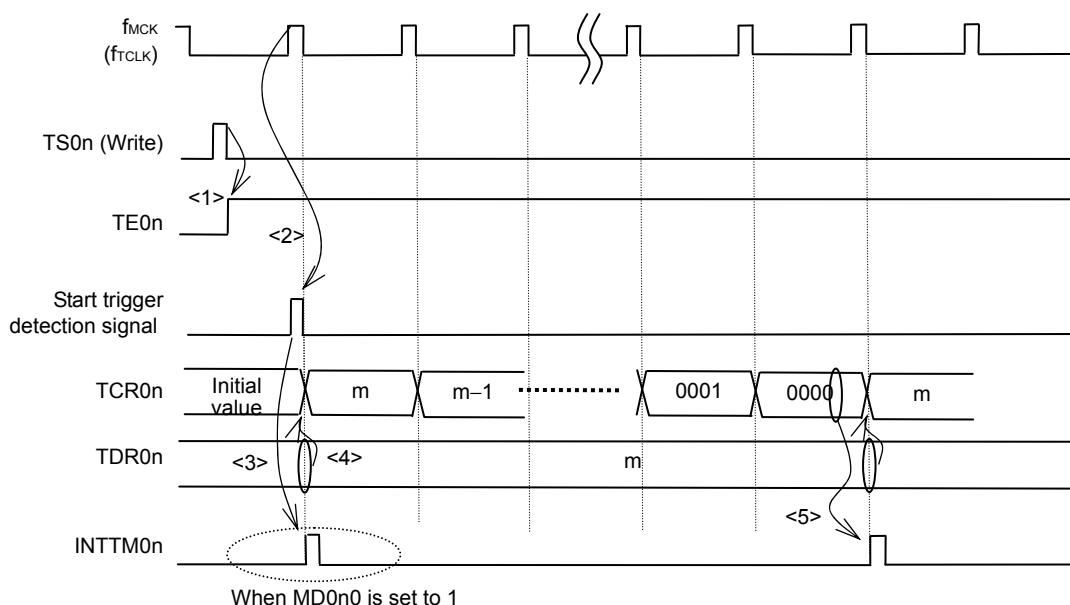 fMCK
(fTCLK)
TS0n (Write)
<1>
TE0n
<2>
Start trigger
detection signal
TCR0n
Initial
value
m
m−1
0001
0000
m
TDR0n
<3>
<4>
m
<5>
INTTM0n
When MD0n0 is set to 1